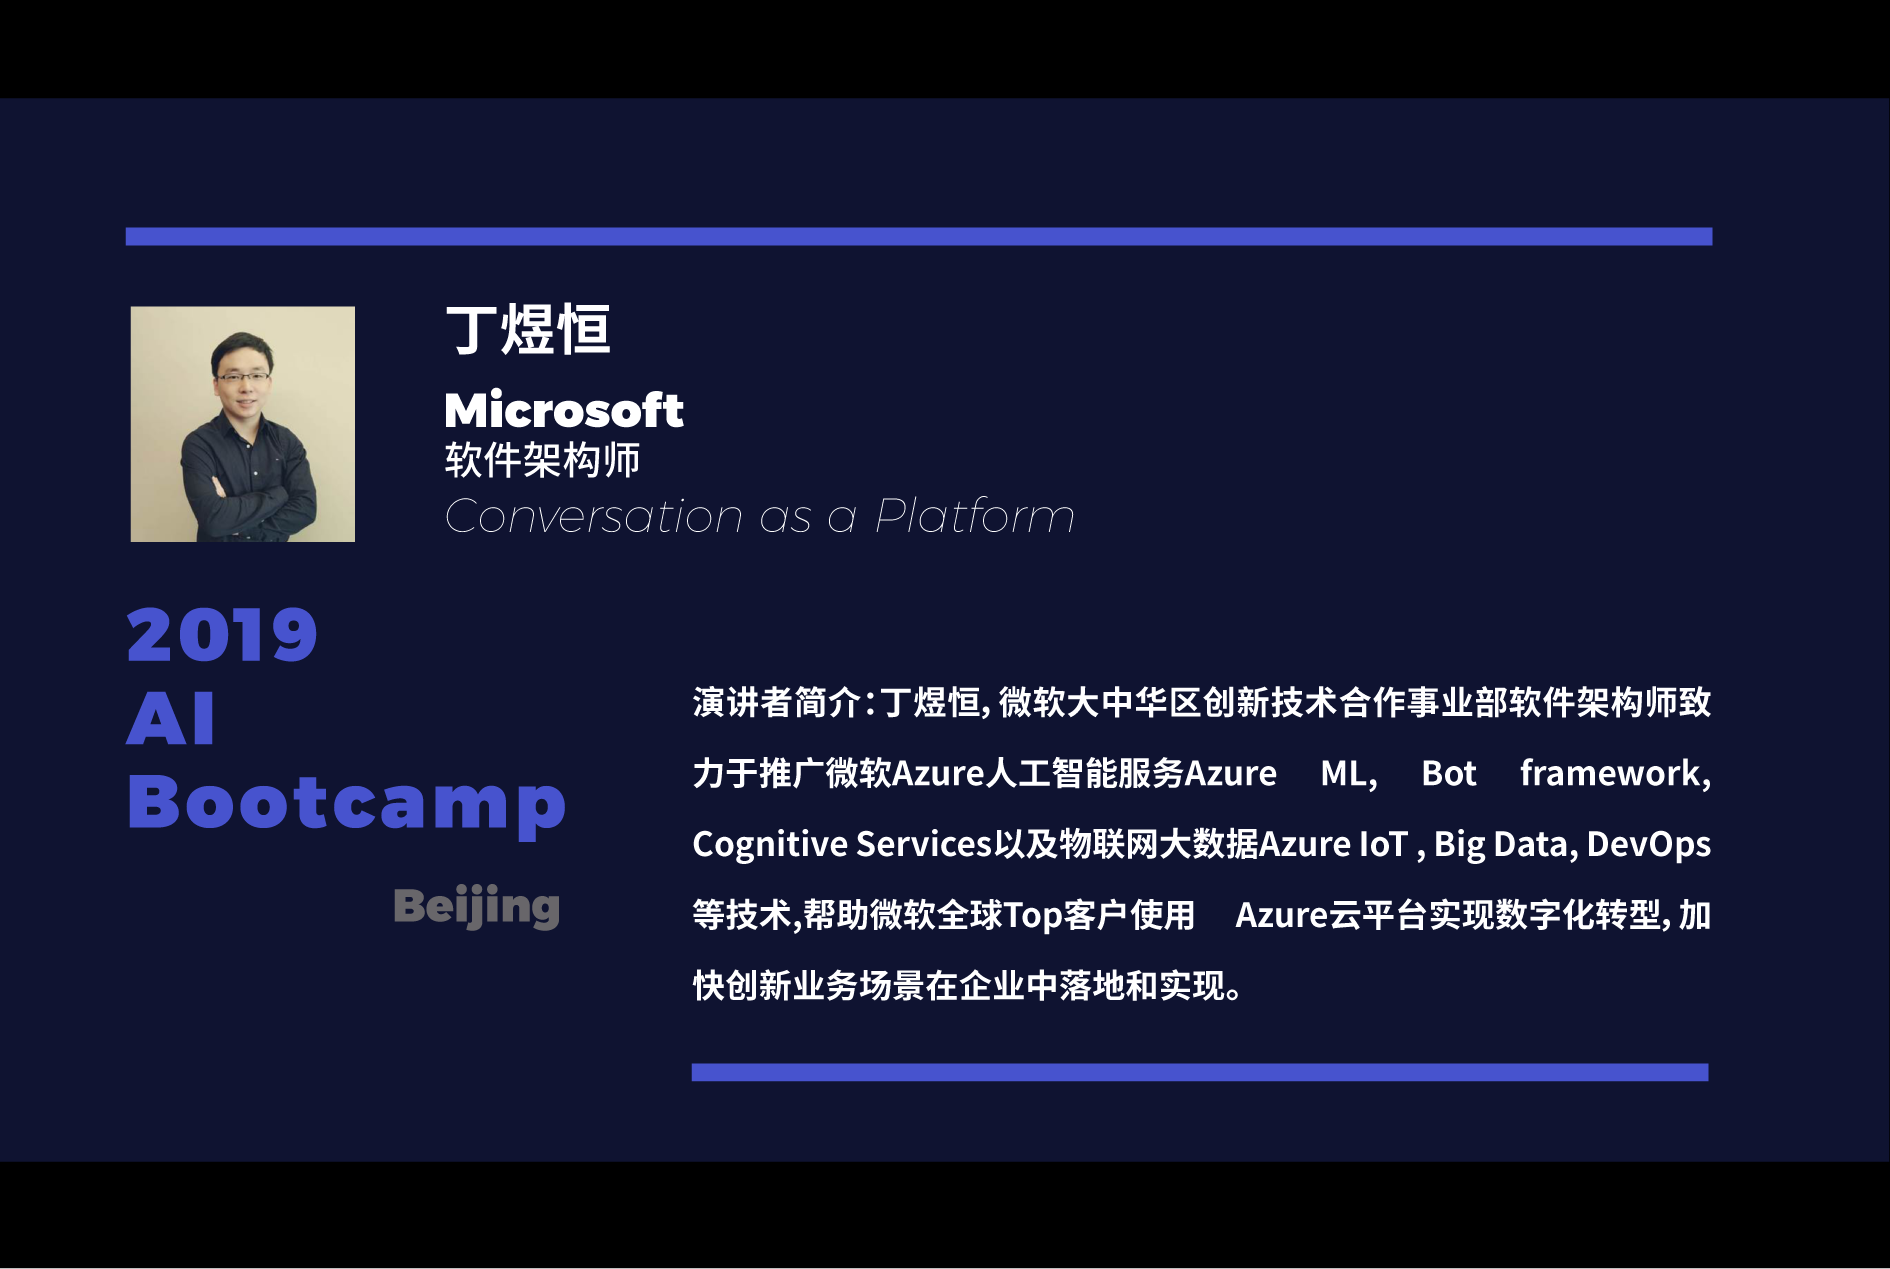 丁煜恒
Microsoft
软件架构师
Conversation as a Platform
2019
AI
Bootcamp
Beijing
演讲者简介：丁煜恒，微软大中华区创新技术合作事业部软件架构师致
力于推广微软Azure人工智能服务Azure ML, Bot framework,
Cognitive Services以及物联网大数据Azure IoT , Big Data, DevOps
等技术,帮助微软全球Top客户使用 Azure云平台实现数字化转型，加
快创新业务场景在企业中落地和实现。